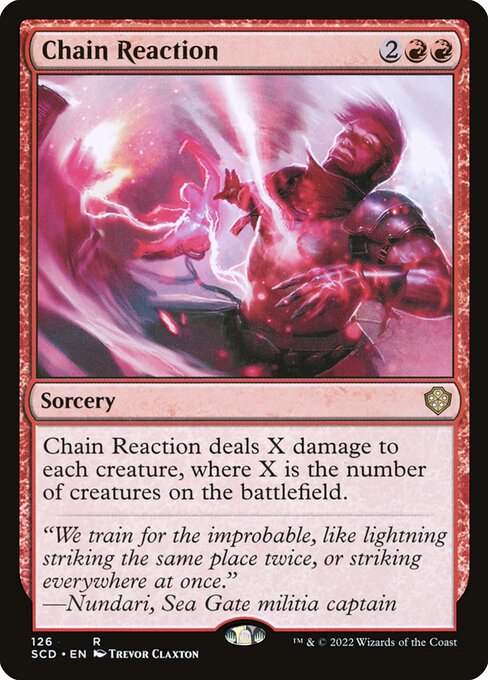 Chain Reaction 2
Sorcery
Chain Reaction deals X damage to
each creature, where X is the number
of creatures on the battlefield.
“We train for the improbable, like lightning
striking the same place twice, or striking
everywhere at once.”
—Nundari, Sea Gate militia captain
126 R
SCD • EN Trevor Claxton
™ & © 2022 Wizards of the Coast